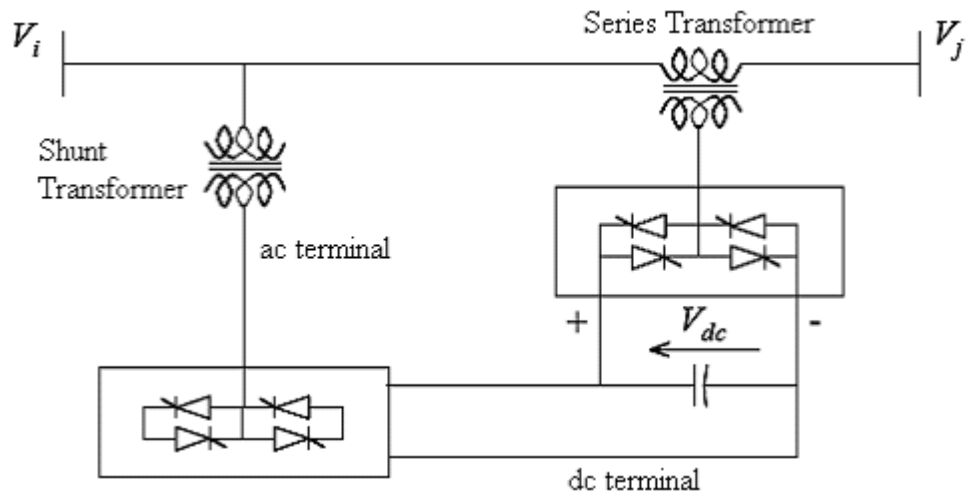 Series Transformer
V_i
V_j
Shunt
Transformer
ac terminal
+
V_dc
-
dc terminal